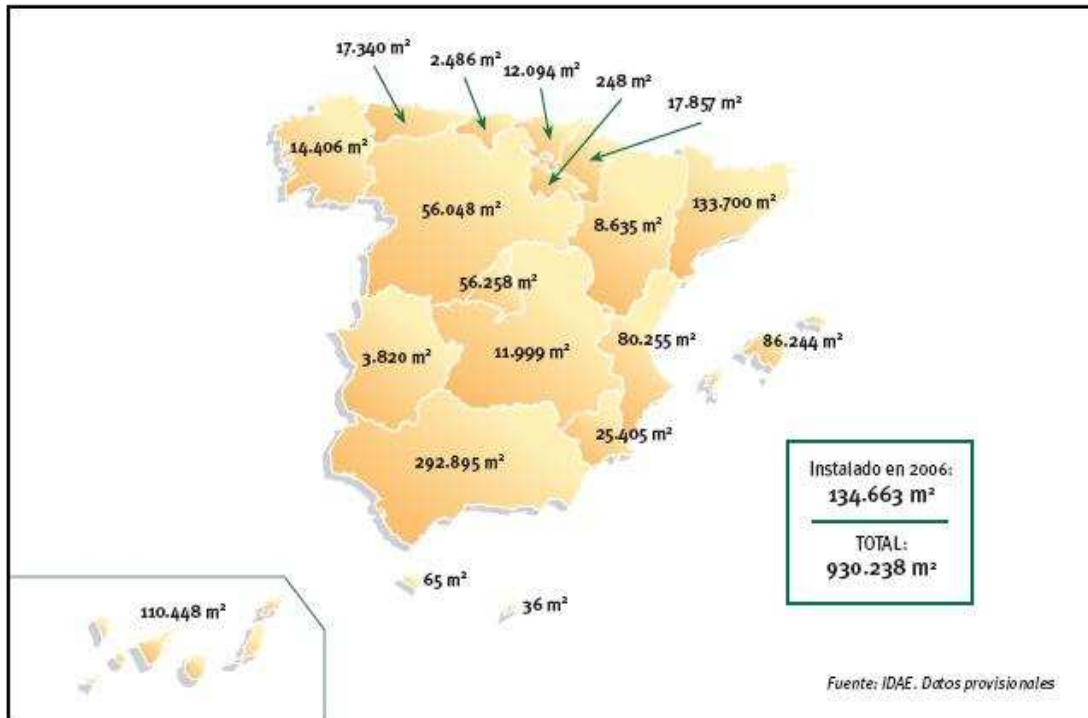 17.340 m²
2.486 m²
12.094 m²
248 m²
17.857 m²
14.406 m²
56.048 m²
8.635 m²
133.700 m²
56.258 m²
3.820 m²
11.999 m²
80.255 m²
86.244 m²
25.405 m²
292.895 m²
Instalado en 2006:
134.663 m²
TOTAL:
930.238 m²
65 m²
36 m²
110.448 m²
Fuente: IDAE. Datos provisionales